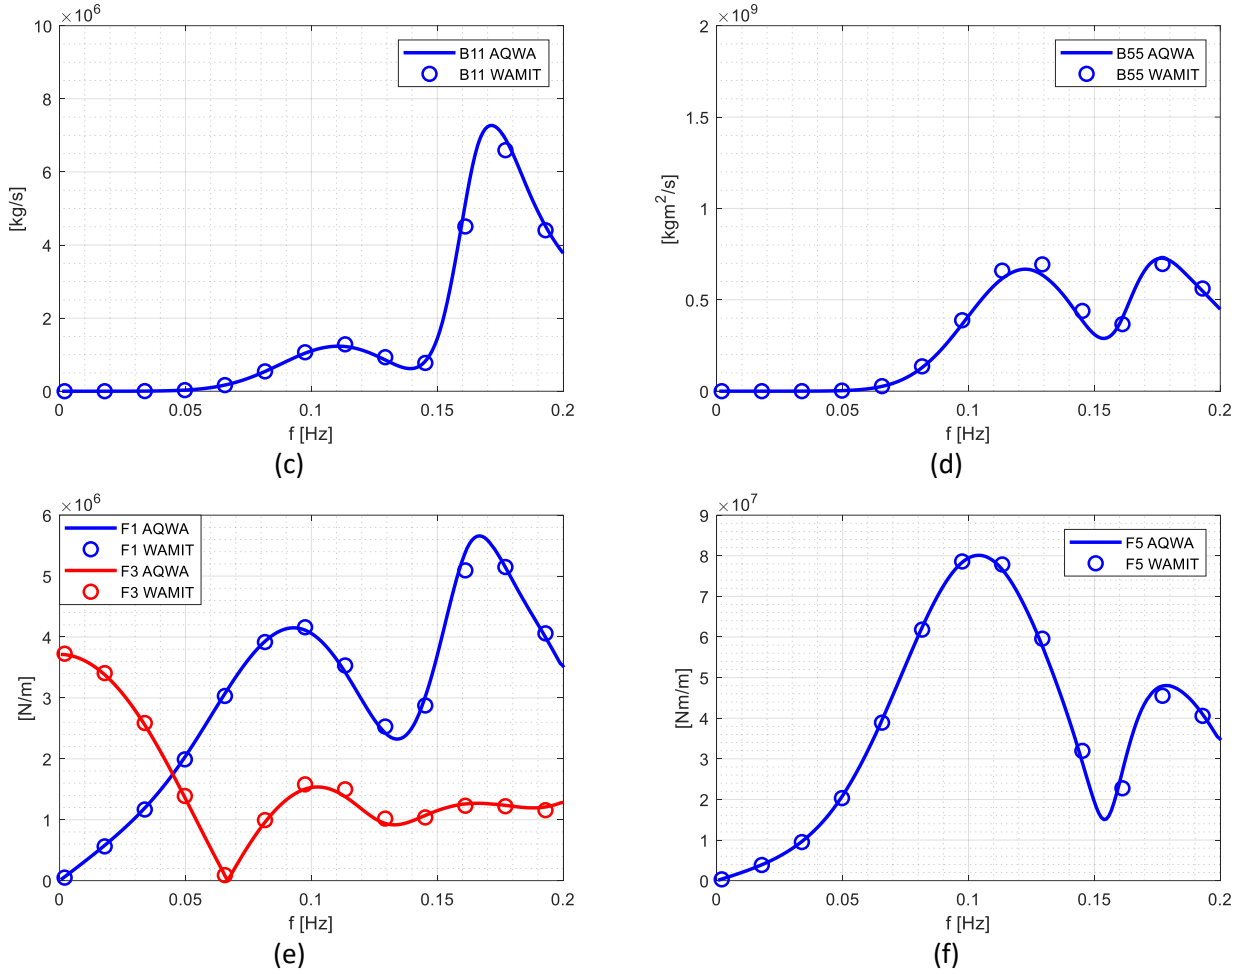 ×10^6
B11 AQWA
B11 WAMIT
[kg/s]
10
8
6
4
2
0
0 0.05 0.1 0.15 0.2
f [Hz]
(c)
×10^9
B55 AQWA
B55 WAMIT
[kgm^2/s]
2
1.5
1
0.5
0
0 0.05 0.1 0.15 0.2
f [Hz]
(d)
×10^6
F1 AQWA
F1 WAMIT
F3 AQWA
F3 WAMIT
[N/m]
6
5
4
3
2
1
0
0 0.05 0.1 0.15 0.2
f [Hz]
(e)
×10^7
F5 AQWA
F5 WAMIT
[Nm/m]
9
8
7
6
5
4
3
2
1
0
0 0.05 0.1 0.15 0.2
f [Hz]
(f)